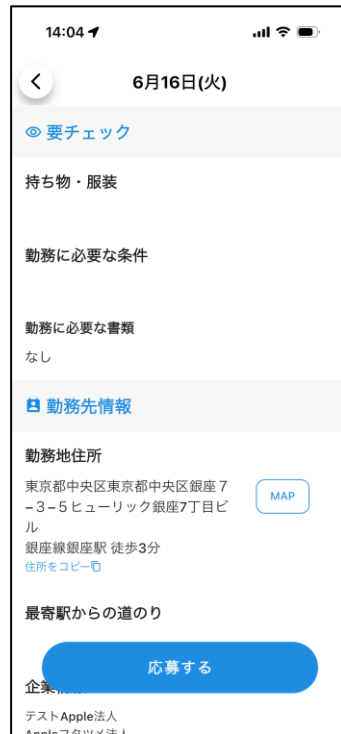 14:04
6月16日(火)
要チェック
持ち物・服装
勤務に必要な条件
勤務に必要な書類
なし
勤務先情報
勤務地住所
東京都中央区東京都中央区銀座７
−３−５ヒューリック銀座7丁目ビ
ル
銀座線銀座駅 徒歩3分
住所をコピー
MAP
最寄駅からの道のり
応募する
テストApple法人